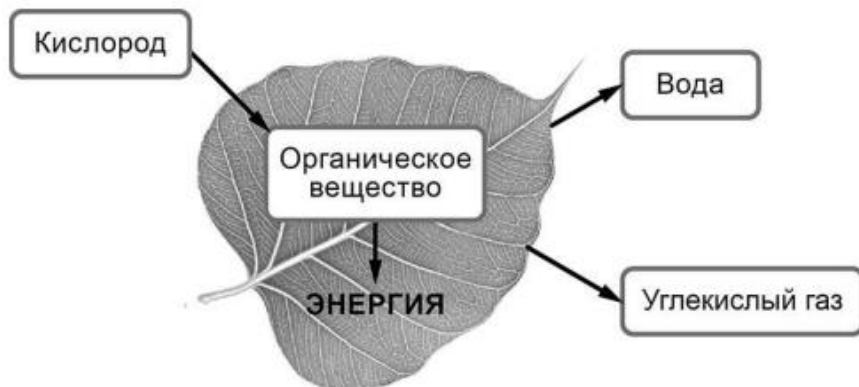 Кислород
Вода
Органическое
вещество
ЭНЕРГИЯ
Углекислый газ